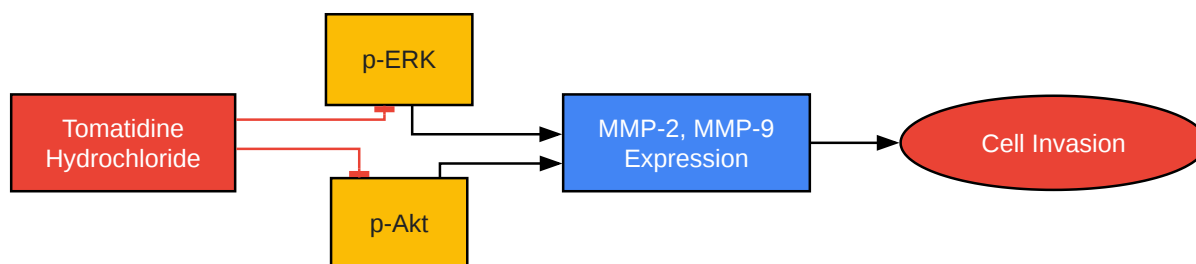 p-ERK
Tomatidine
Hydrochloride
MMP-2, MMP-9
Expression
Cell Invasion
p-Akt